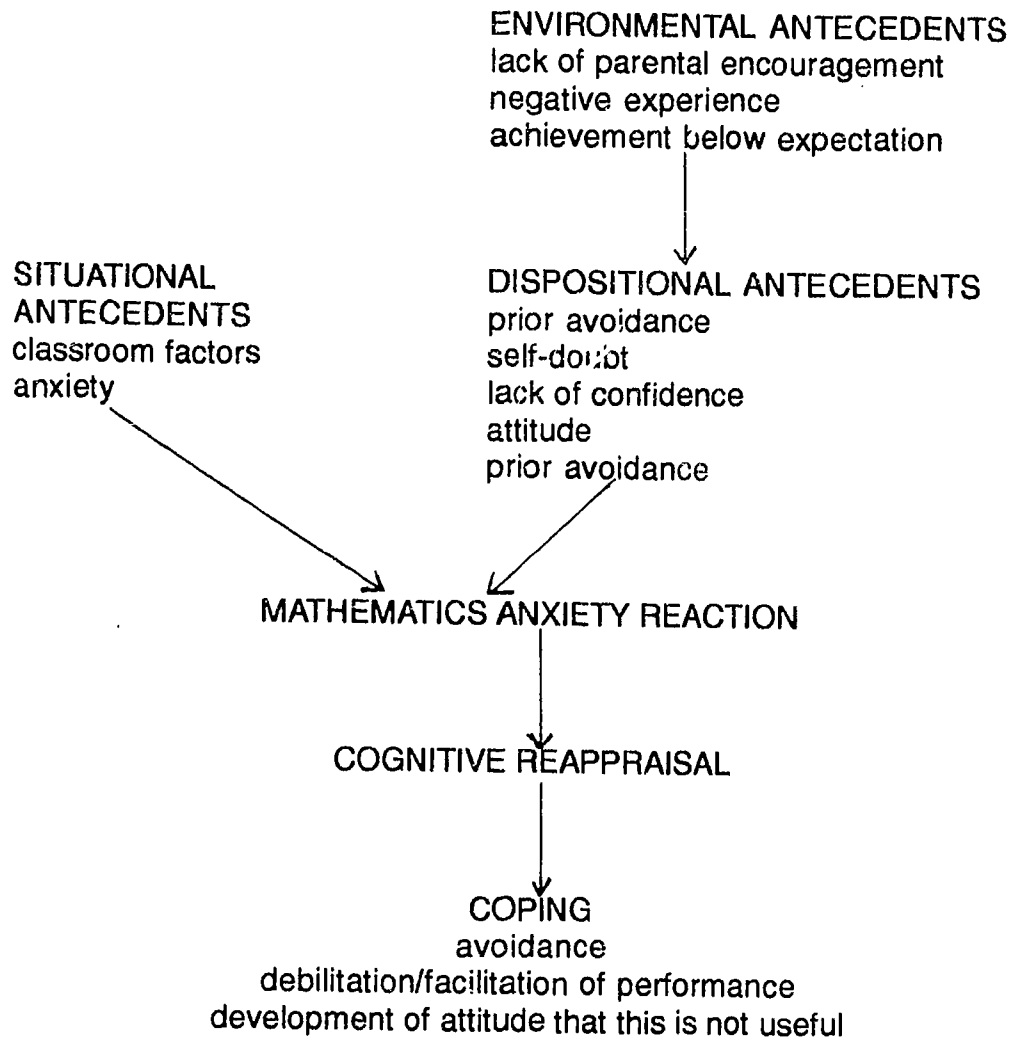 ENVIRONMENTAL ANTECEDENTS
lack of parental encouragement
negative experience
achievement below expectation
SITUATIONAL
ANTECEDENTS
classroom factors
anxiety
DISPOSITIONAL ANTECEDENTS
prior avoidance
self-doubt
lack of confidence
attitude
prior avoidance
MATHEMATICS ANXIETY REACTION
COGNITIVE REAPPRAISAL
COPING
avoidance
debilitation/facilitation of performance
development of attitude that this is not useful